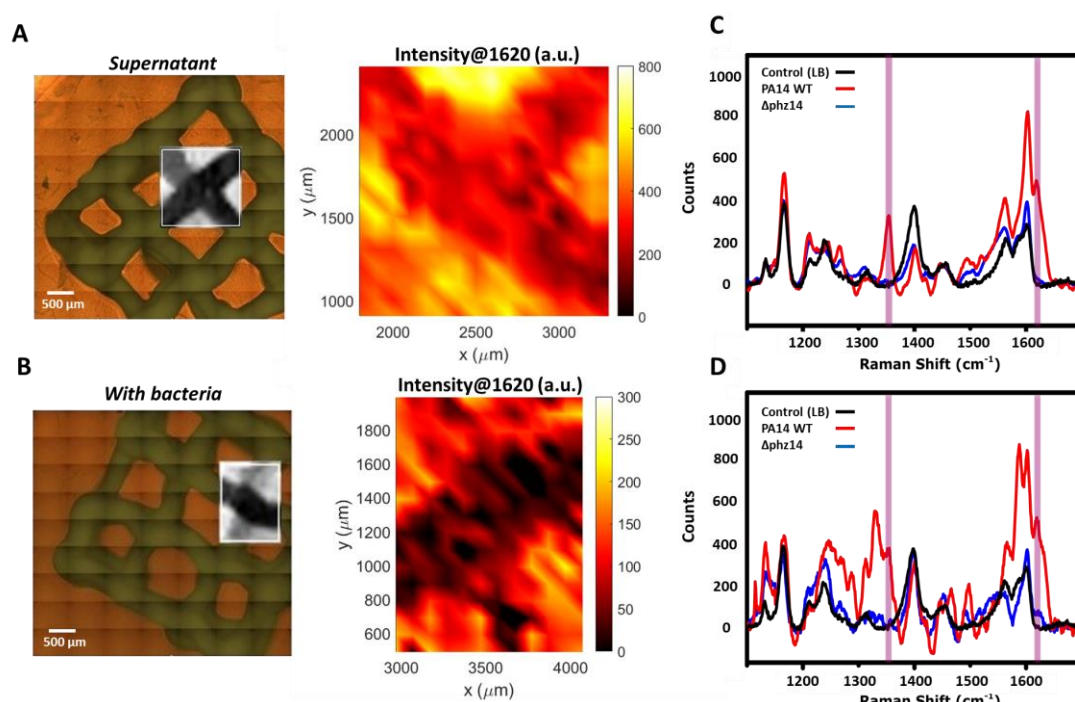 A
Supernatant
500 µm
Intensity@1620 (a.u.)
y (µm)
2000
1500
1000
2000
2500
3000
x (µm)
800
600
400
200
0
C
Control (LB)
PA14 WT
Δphz14
Counts
1000
800
600
400
200
0
1200
1300
1400
1500
1600
Raman Shift (cm⁻¹)
B
With bacteria
500 µm
Intensity@1620 (a.u.)
y (µm)
1800
1600
1400
1200
1000
800
600
3000
3500
4000
x (µm)
300
250
200
150
100
50
0
D
Control (LB)
PA14 WT
Δphz14
Counts
1000
800
600
400
200
0
1200
1300
1400
1500
1600
Raman Shift (cm⁻¹)